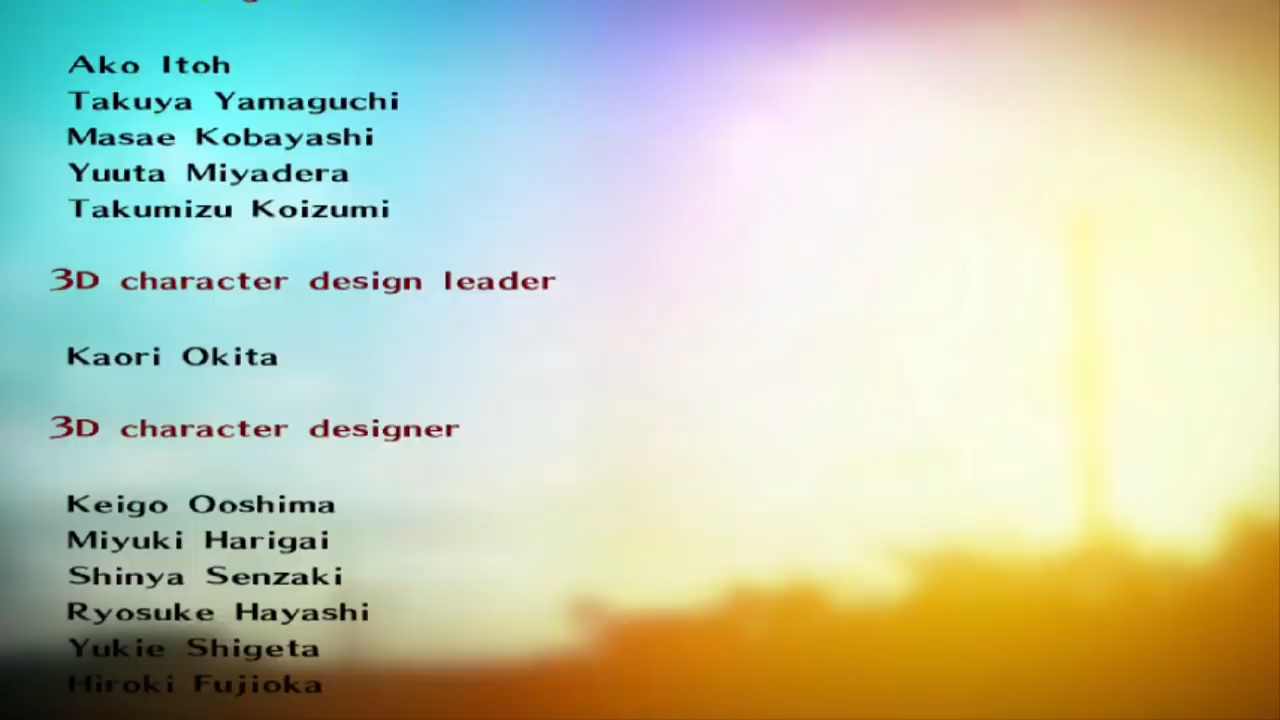 Ako Itoh
Takuya Yamaguchi
Masae Kobayashi
Yuuta Miyadera
Takumizu Koizumi
3D character design leader
Kaori Okita
3D character designer
Keigo Ooshima
Miyuki Harigai
Shinya Senzaki
Ryosuke Hayashi
Yukie Shigeta
Hiroki Fujioka